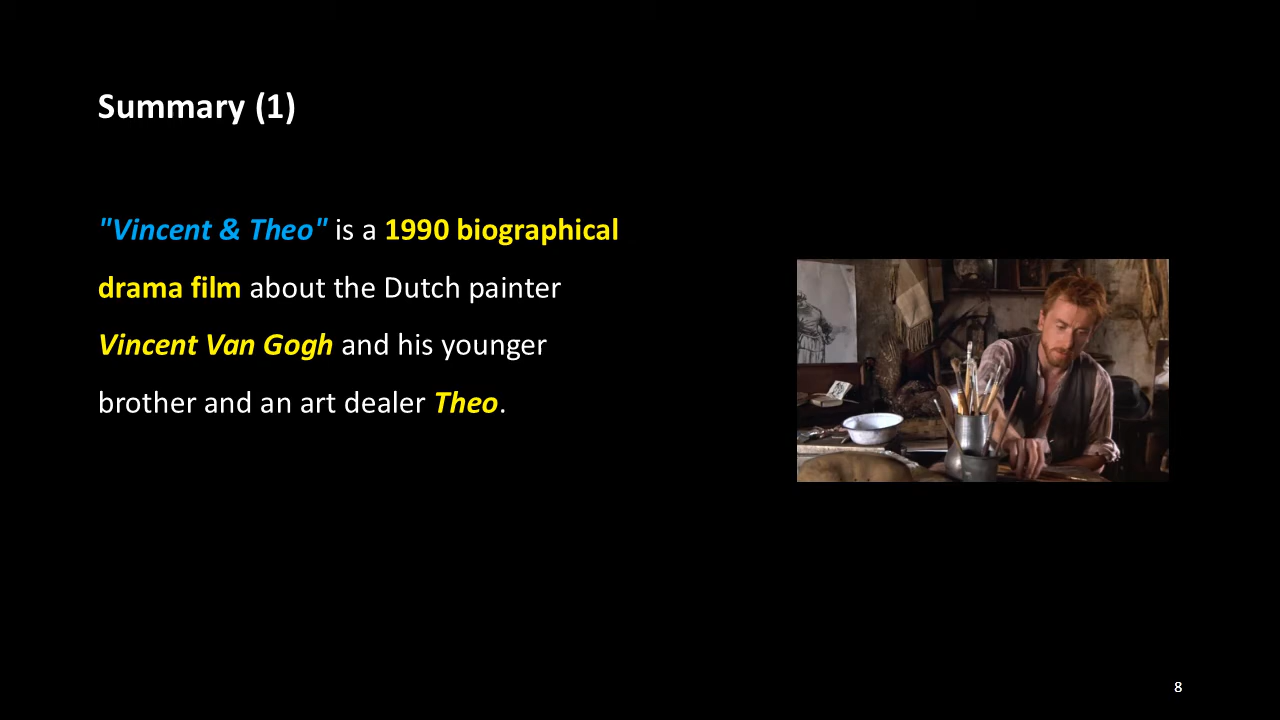 Summary (1)
"Vincent & Theo" is a 1990 biographical
drama film about the Dutch painter
Vincent Van Gogh and his younger
brother and an art dealer Theo.
8